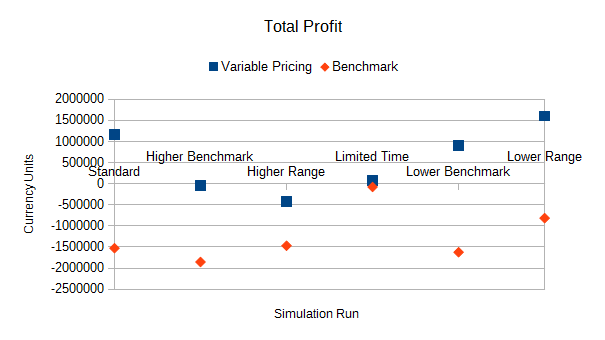 Total Profit
Variable Pricing Benchmark
2000000
1500000
1000000
500000
0
-500000
-1000000
-1500000
-2000000
-2500000
Higher Benchmark Limited Time Lower Range
Standard Higher Range Lower Benchmark
Currency Units
Simulation Run